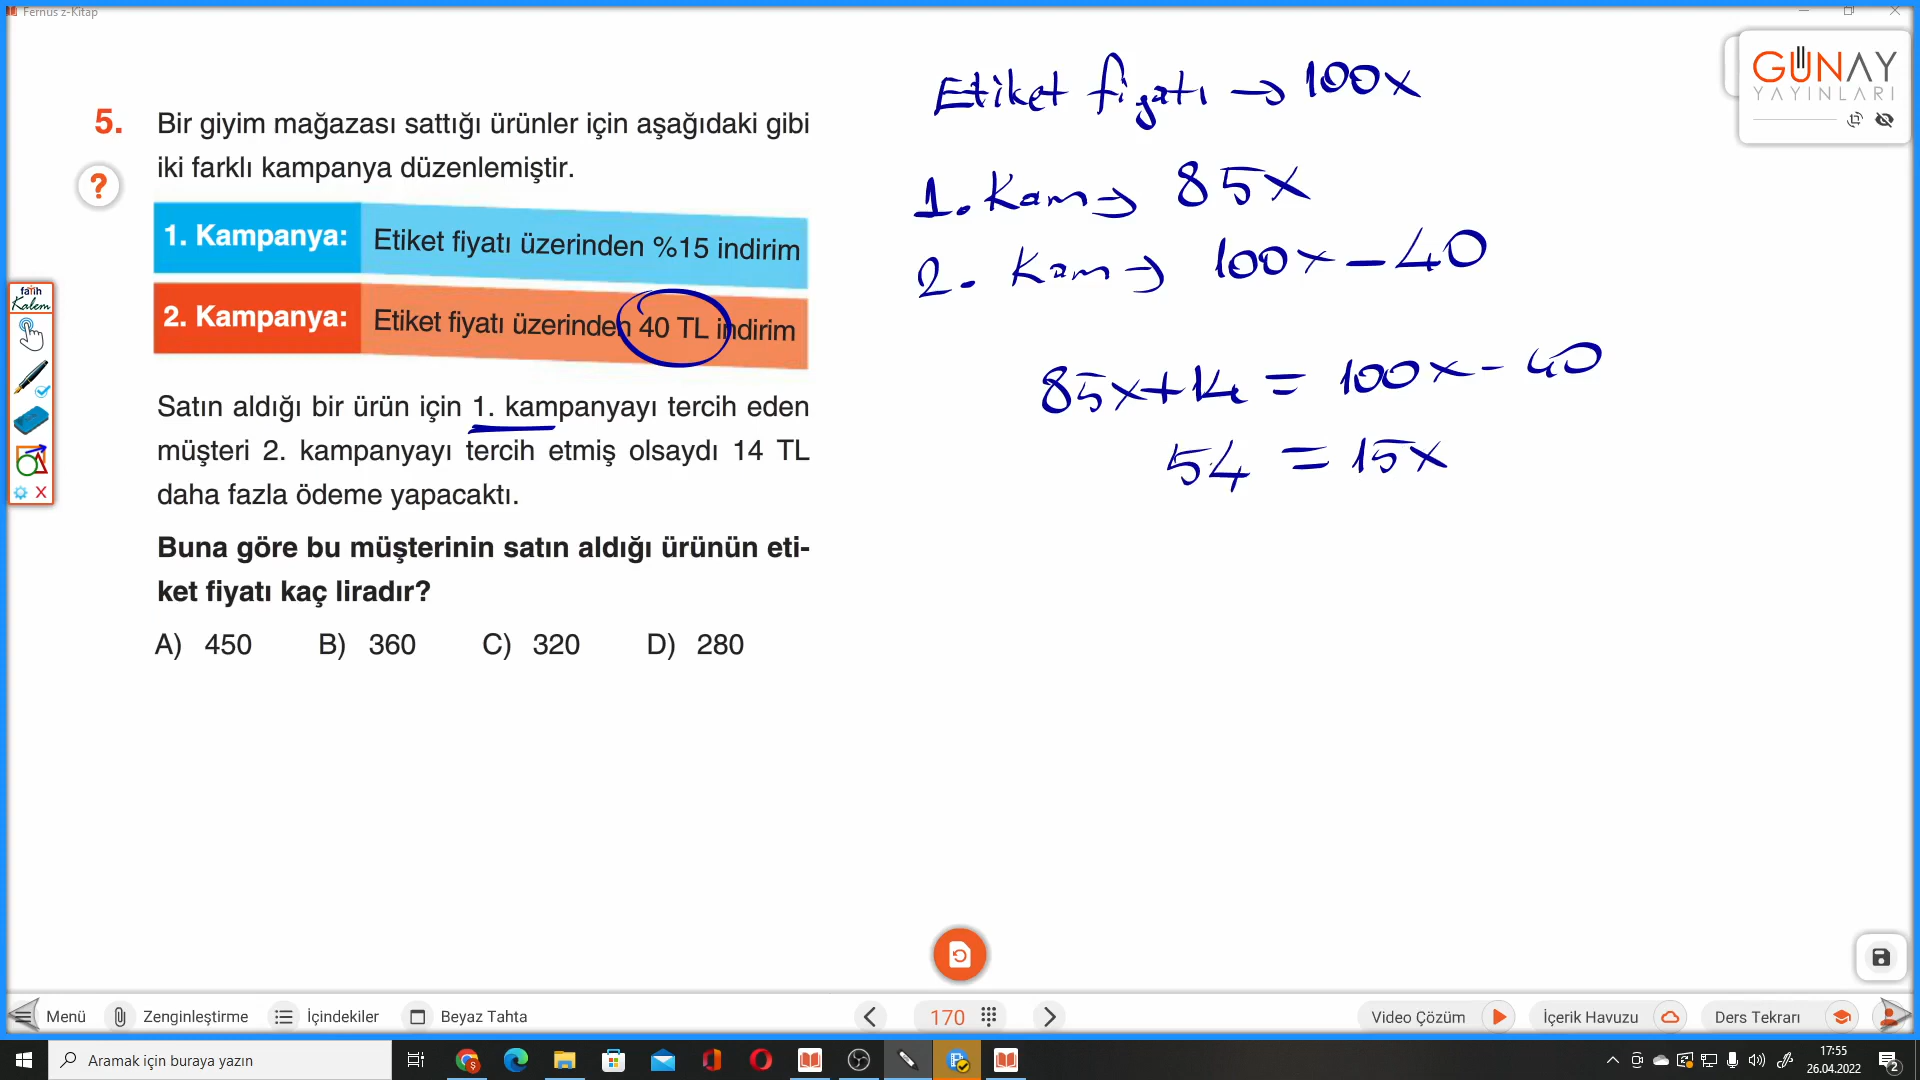 Fernus z-Kitap
GÜNAY
YAYINLARI
5.
Bir giyim mağazası sattığı ürünler için aşağıdaki gibi
iki farklı kampanya düzenlemiştir.
?
1. Kampanya: Etiket fiyatı üzerinden %15 indirim
2. Kampanya: Etiket fiyatı üzerinden 40 TL indirim
Satın aldığı bir ürün için 1. kampanyayı tercih eden
müşteri 2. kampanyayı tercih etmiş olsaydı 14 TL
daha fazla ödeme yapacaktı.
Buna göre bu müşterinin satın aldığı ürünün eti-
ket fiyatı kaç liradır?
A) 450 B) 360 C) 320 D) 280
Etiket fiyatı → 100x
1. Kam → 85x
2. Kam → 100x - 40
85x+14 = 100x - 40
54 = 15x
fatih
Kalem
Menü Zenginleştirme İçindekiler Beyaz Tahta 170 Video Çözüm İçerik Havuzu Ders Tekrarı
Aramak için buraya yazın
17:55
26.04.2022
2